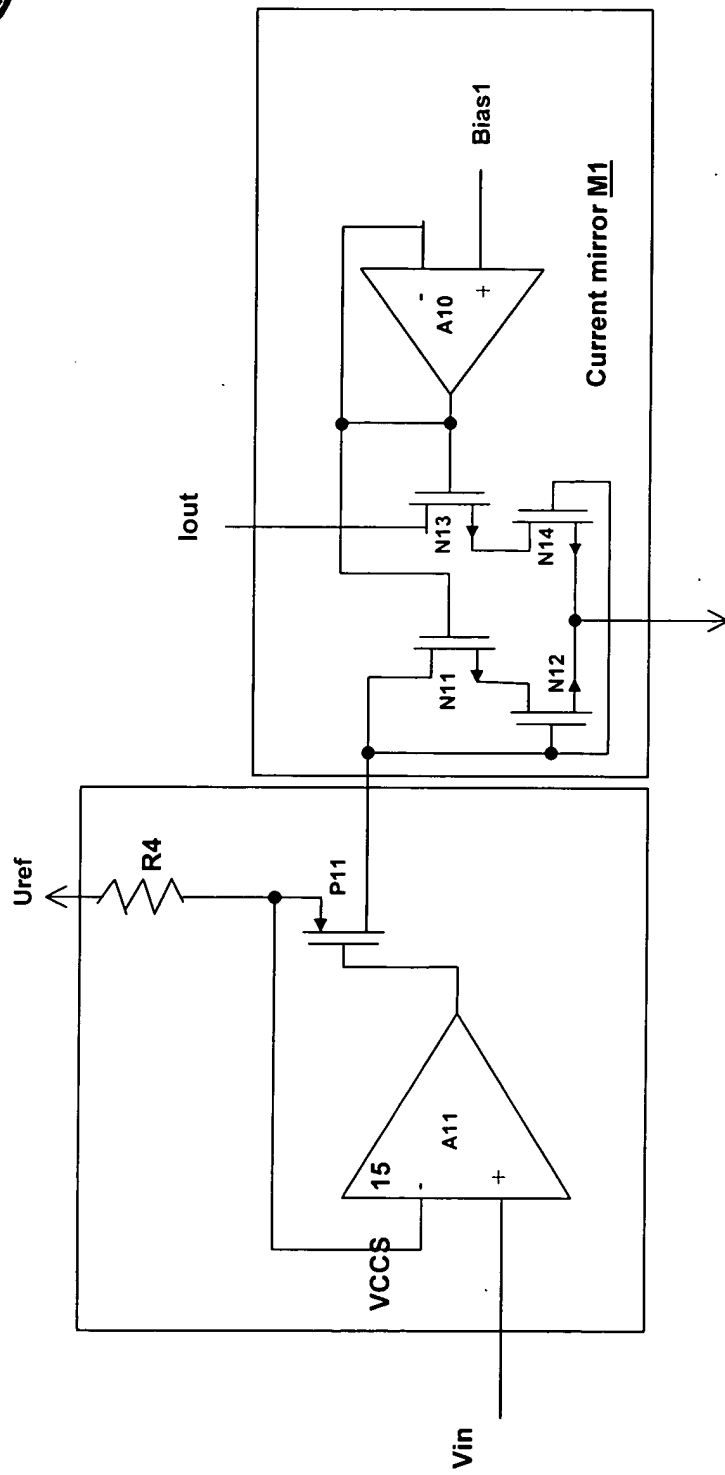 Uref
R4
P11
15
A11
-
+
VCCS
Vin
Iout
N11
N12
N13
N14
A10
-
+
Bias1
Current mirror M1